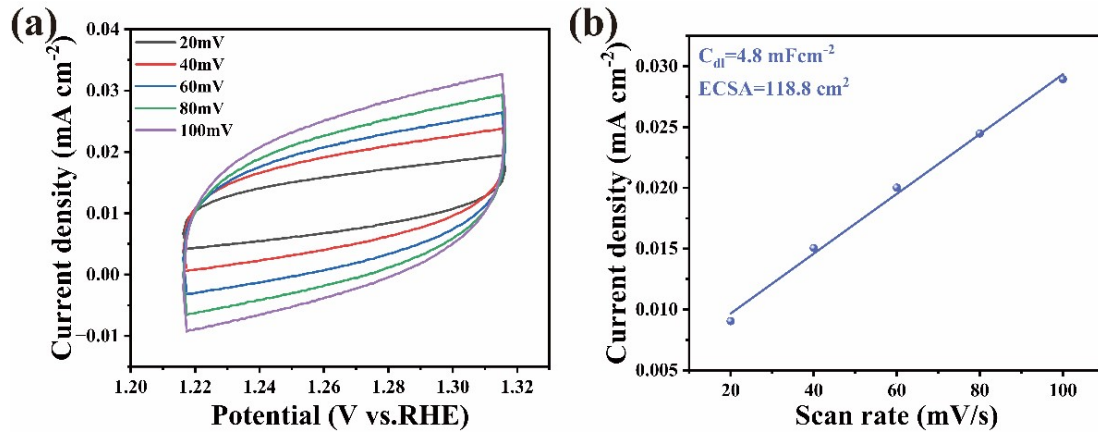 (a)
0.04
0.03
0.02
0.01
0.00
−0.01
Current density (mA cm⁻²)
20mV
40mV
60mV
80mV
100mV
1.20 1.22 1.24 1.26 1.28 1.30 1.32
Potential (V vs.RHE)
(b)
0.030
0.025
0.020
0.015
0.010
0.005
Current density (mA cm⁻²)
C_dl=4.8 mFcm⁻²
ECSA=118.8 cm²
20 40 60 80 100
Scan rate (mV/s)